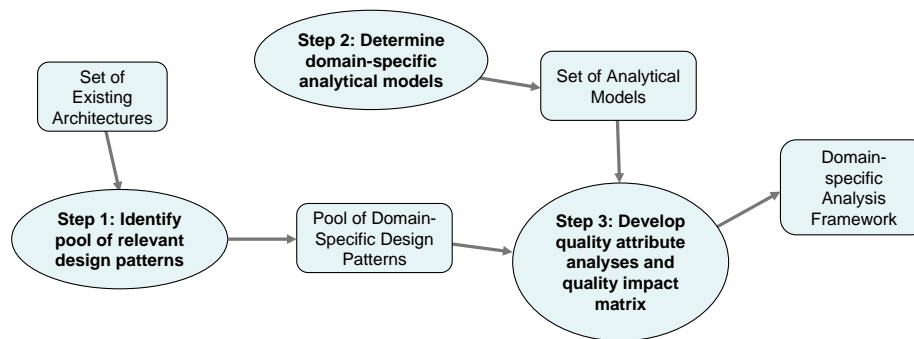 Step 2: Determine
domain-specific
analytical models
Set of
Existing
Architectures
Set of Analytical
Models
Domain-
specific
Analysis
Framework
Step 1: Identify
pool of relevant
design patterns
Pool of Domain-
Specific Design
Patterns
Step 3: Develop
quality attribute
analyses and
quality impact
matrix